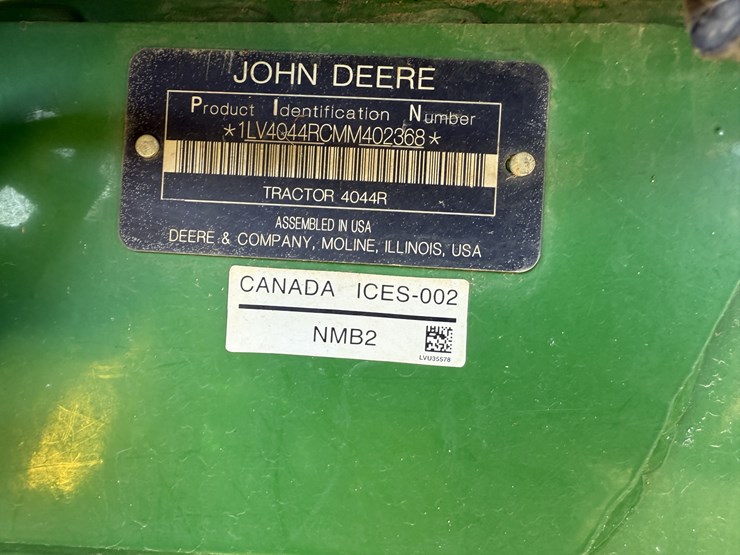 JOHN DEERE
Product Identification Number
*1LV4044RCMM402368*
TRACTOR 4044R
ASSEMBLED IN USA
DEERE & COMPANY, MOLINE, ILLINOIS, USA
CANADA ICES-002
NMB2
LVU35578